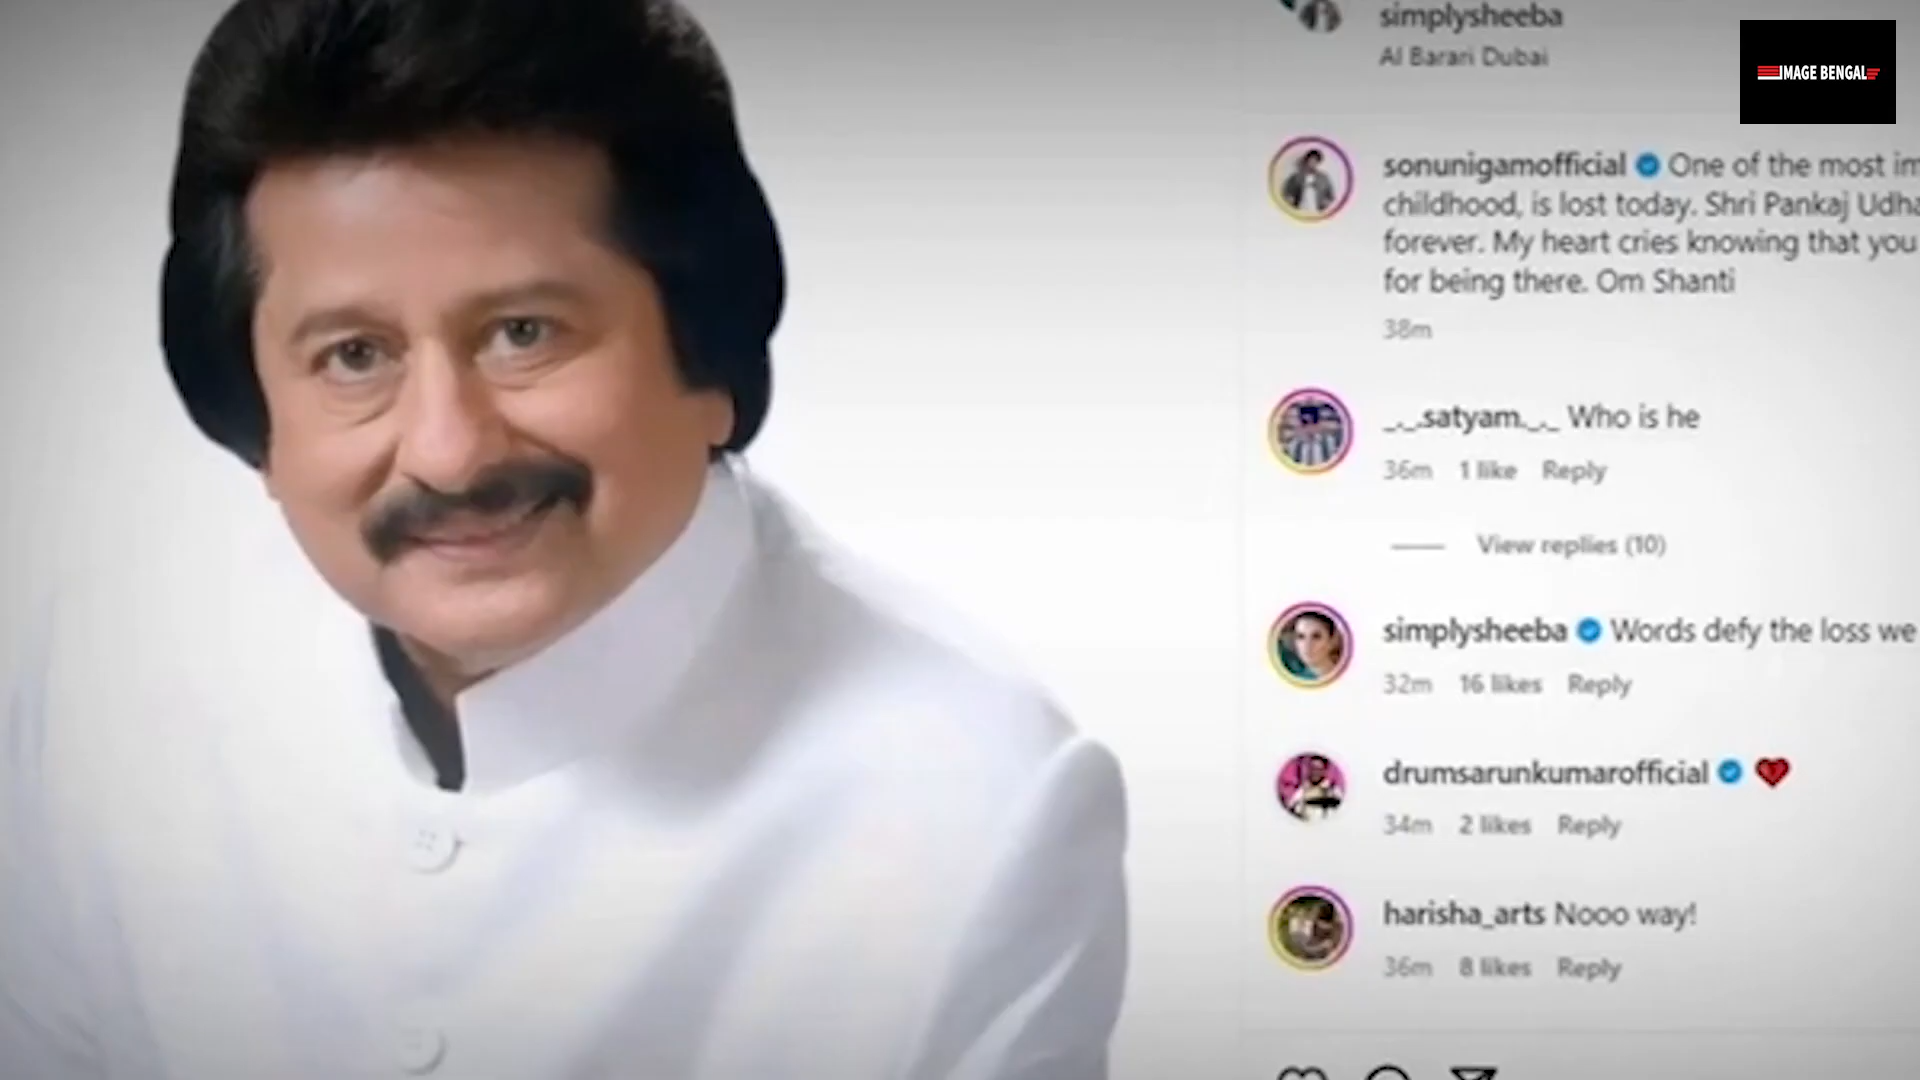 simplysheeba
Al Barari Dubai
IMAGE BENGAL
sonunigamofficial One of the most
childhood, is lost today. Shri Pankaj
forever. My heart cries knowing that you
for being there. Om Shanti
38m
_._.satyam._._ Who is he
36m 1 like Reply
View replies (10)
simplysheeba Words defy the loss we
32m 16 likes Reply
drumsarunkumarofficial
34m 2 likes Reply
harisha_arts Nooo way!
36m 8 likes Reply